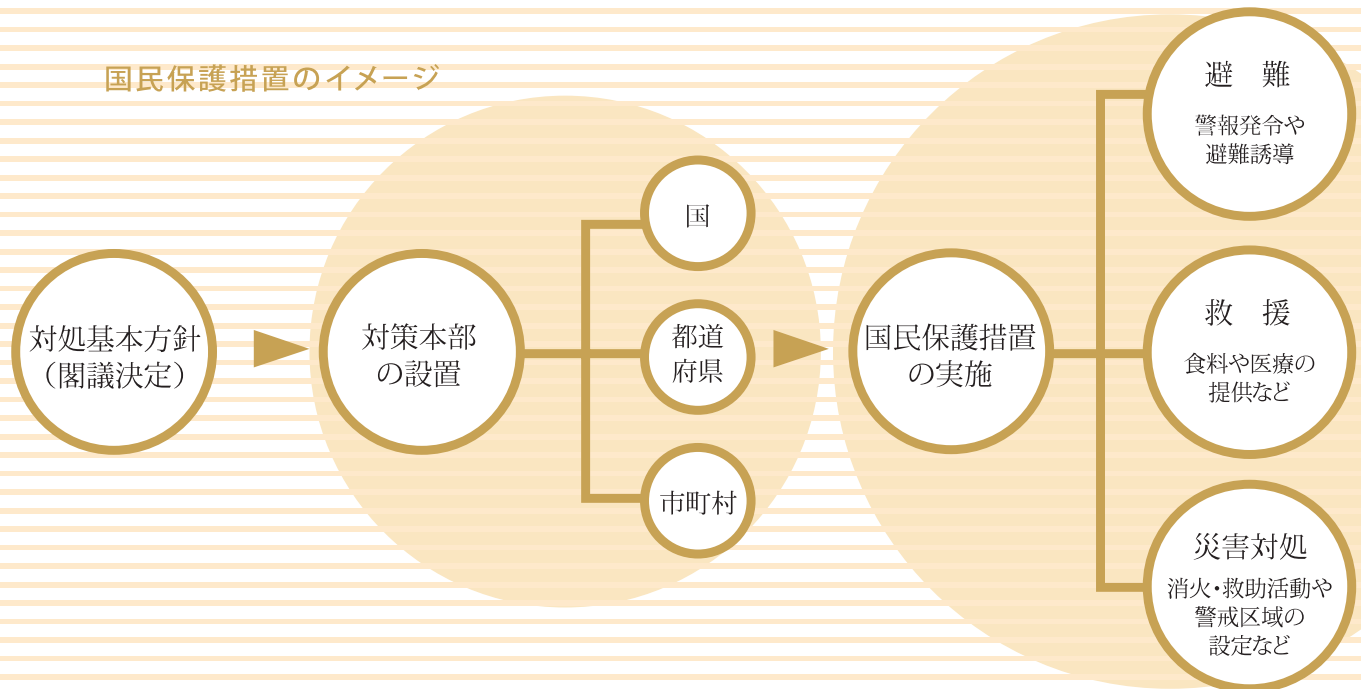 国民保護措置のイメージ
対処基本方針
（閣議決定）
対策本部
の設置
国
都道
府県
市町村
国民保護措置
の実施
避　難
警報発令や
避難誘導
救　援
食料や医療の
提供など
災害対処
消火・救助活動や
警戒区域の
設定など